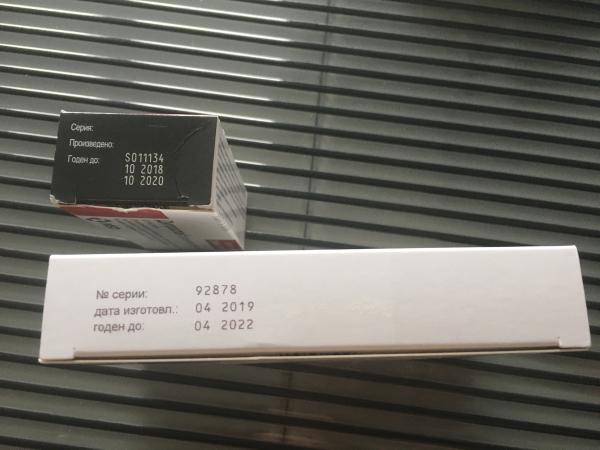 Серия:
Произведено:
Годен до:
S011134
10 2018
10 2020
№ серии: 92878
дата изготовл.: 04 2019
годен до: 04 2022